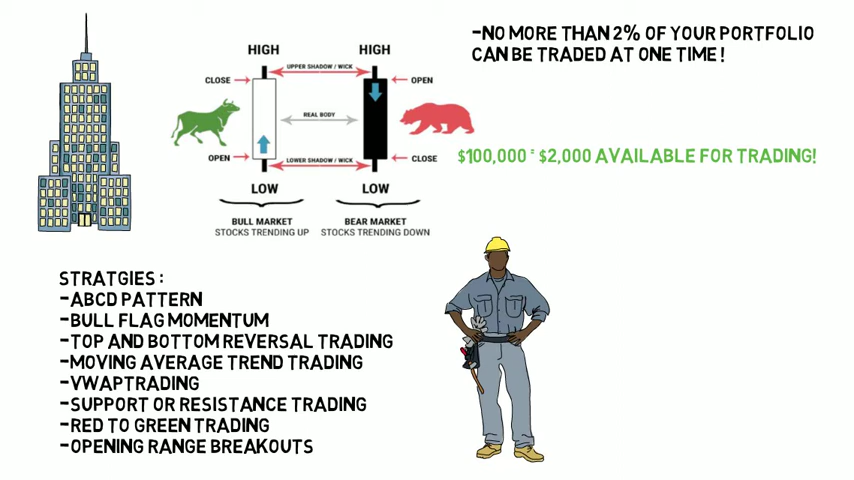 HIGH HIGH
UPPER SHADOW / WICK
CLOSE OPEN
REAL BODY
OPEN CLOSE
LOWER SHADOW / WICK
LOW LOW
BULL MARKET BEAR MARKET
STOCKS TRENDING UP STOCKS TRENDING DOWN
-NO MORE THAN 2% OF YOUR PORTFOLIO
CAN BE TRADED AT ONE TIME!
$100,000 = $2,000 AVAILABLE FOR TRADING!
STRATGIES:
-ABCD PATTERN
-BULL FLAG MOMENTUM
-TOP AND BOTTOM REVERSAL TRADING
-MOVING AVERAGE TREND TRADING
-VWAPTRADING
-SUPPORT OR RESISTANCE TRADING
-RED TO GREEN TRADING
-OPENING RANGE BREAKOUTS